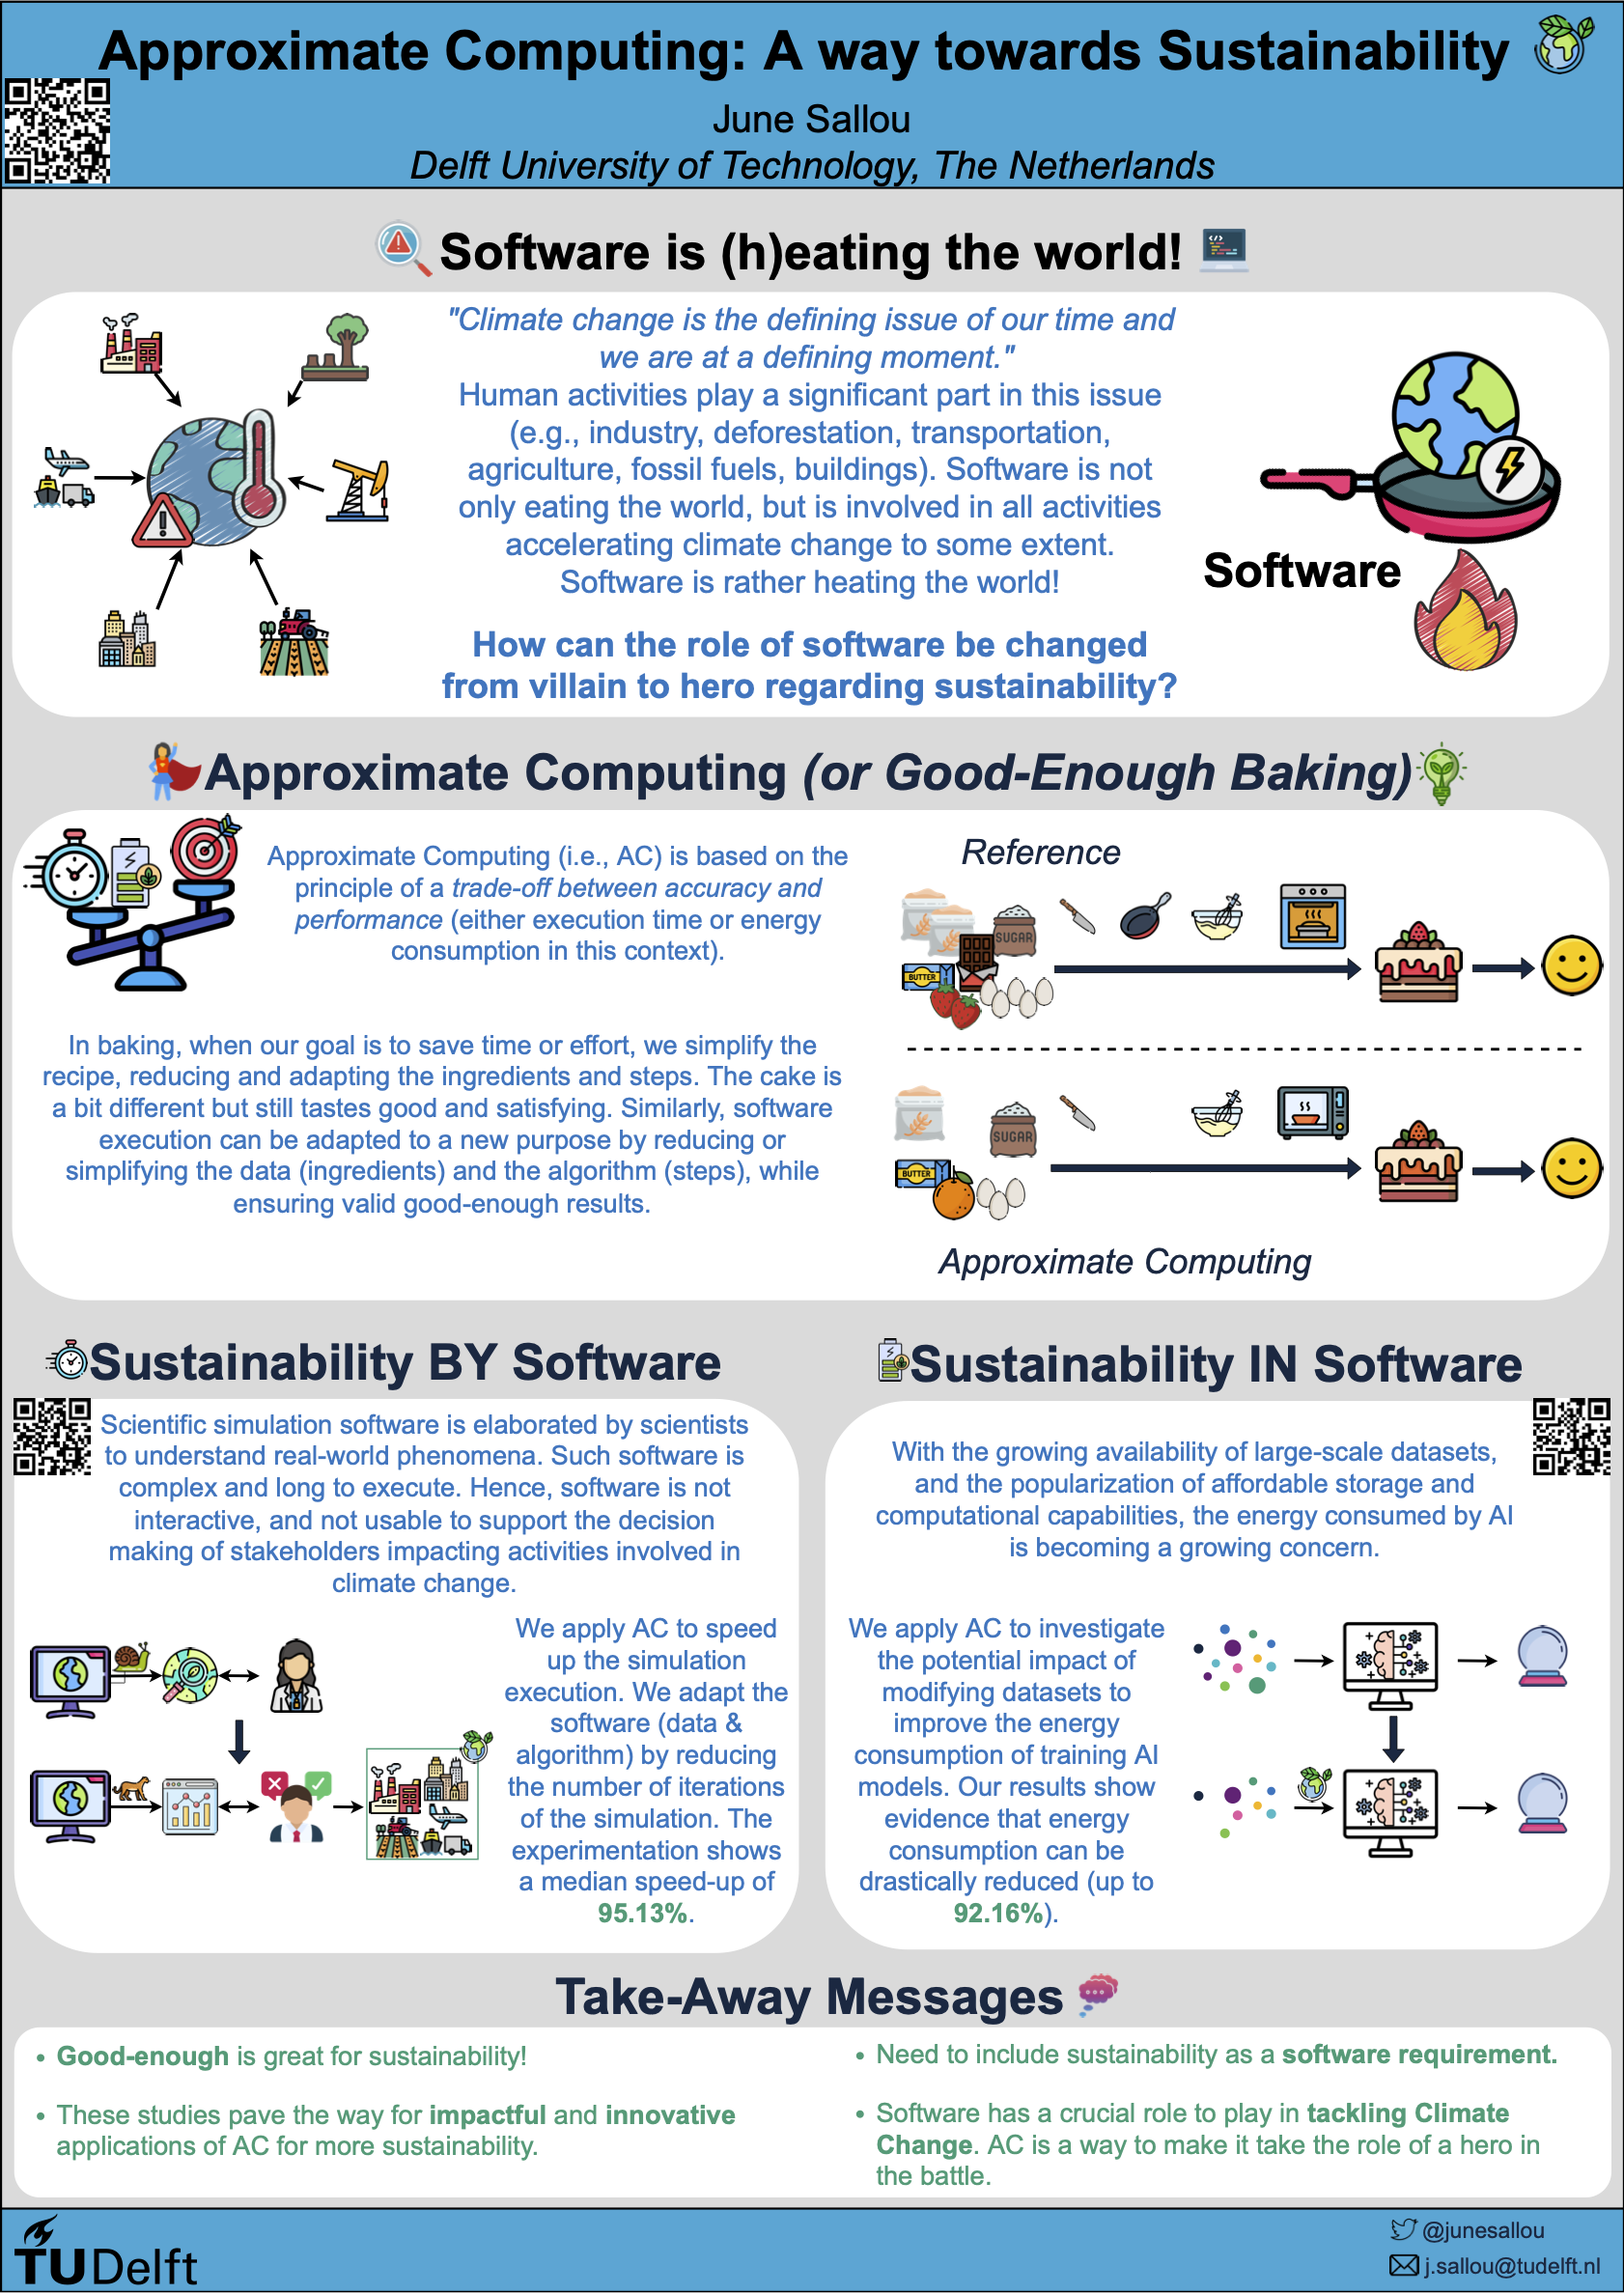 Approximate Computing: A way towards Sustainability
June Sallou
Delft University of Technology, The Netherlands
Software is (h)eating the world!
"Climate change is the defining issue of our time and
we are at a defining moment."
Human activities play a significant part in this issue
(e.g., industry, deforestation, transportation,
agriculture, fossil fuels, buildings). Software is not
only eating the world, but is involved in all activities
accelerating climate change to some extent.
Software is rather heating the world!
How can the role of software be changed
from villain to hero regarding sustainability?
Software
Approximate Computing (or Good-Enough Baking)
Approximate Computing (i.e., AC) is based on the
principle of a trade-off between accuracy and
performance (either execution time or energy
consumption in this context).
In baking, when our goal is to save time or effort, we simplify the
recipe, reducing and adapting the ingredients and steps. The cake is
a bit different but still tastes good and satisfying. Similarly, software
execution can be adapted to a new purpose by reducing or
simplifying the data (ingredients) and the algorithm (steps), while
ensuring valid good-enough results.
Reference
SUGAR
BUTTER
SUGAR
BUTTER
Approximate Computing
Sustainability BY Software
Scientific simulation software is elaborated by scientists
to understand real-world phenomena. Such software is
complex and long to execute. Hence, software is not
interactive, and not usable to support the decision
making of stakeholders impacting activities involved in
climate change.
We apply AC to speed
up the simulation
execution. We adapt the
software (data &
algorithm) by reducing
the number of iterations
of the simulation. The
experimentation shows
a median speed-up of
95.13%.
Sustainability IN Software
With the growing availability of large-scale datasets,
and the popularization of affordable storage and
computational capabilities, the energy consumed by AI
is becoming a growing concern.
We apply AC to investigate
the potential impact of
modifying datasets to
improve the energy
consumption of training AI
models. Our results show
evidence that energy
consumption can be
drastically reduced (up to
92.16%).
Take-Away Messages
• Good-enough is great for sustainability!
• These studies pave the way for impactful and innovative
applications of AC for more sustainability.
• Need to include sustainability as a software requirement.
• Software has a crucial role to play in tackling Climate
Change. AC is a way to make it take the role of a hero in
the battle.
TUDelft
@junesallou
j.sallou@tudelft.nl